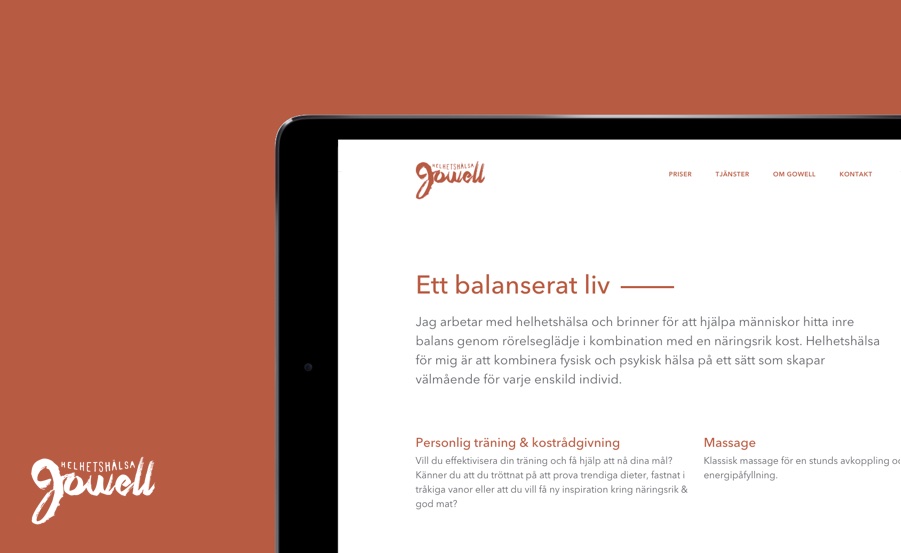 HELHETSHÄLSA
Jowell
PRISER TJÄNSTER OM GOWELL KONTAKT
Ett balanserat liv
Jag arbetar med helhetshälsa och brinner för att hjälpa människor hitta inre
balans genom rörelseglädje i kombination med en näringsrik kost. Helhetshälsa
för mig är att kombinera fysisk och psykisk hälsa på ett sätt som skapar
välmående för varje enskild individ.
Personlig träning & kostrådgivning
Vill du effektivisera din träning och få hjälp att nå dina mål?
Känner du att du tröttnat på att prova trendiga dieter, fastnat i
tråkiga vanor eller att du vill få ny inspiration kring näringsrik &
god mat?
Massage
Klassisk massage för en stunds avkoppling oc
energipåfyllning.
HELHETSHÄLSA
Jowell